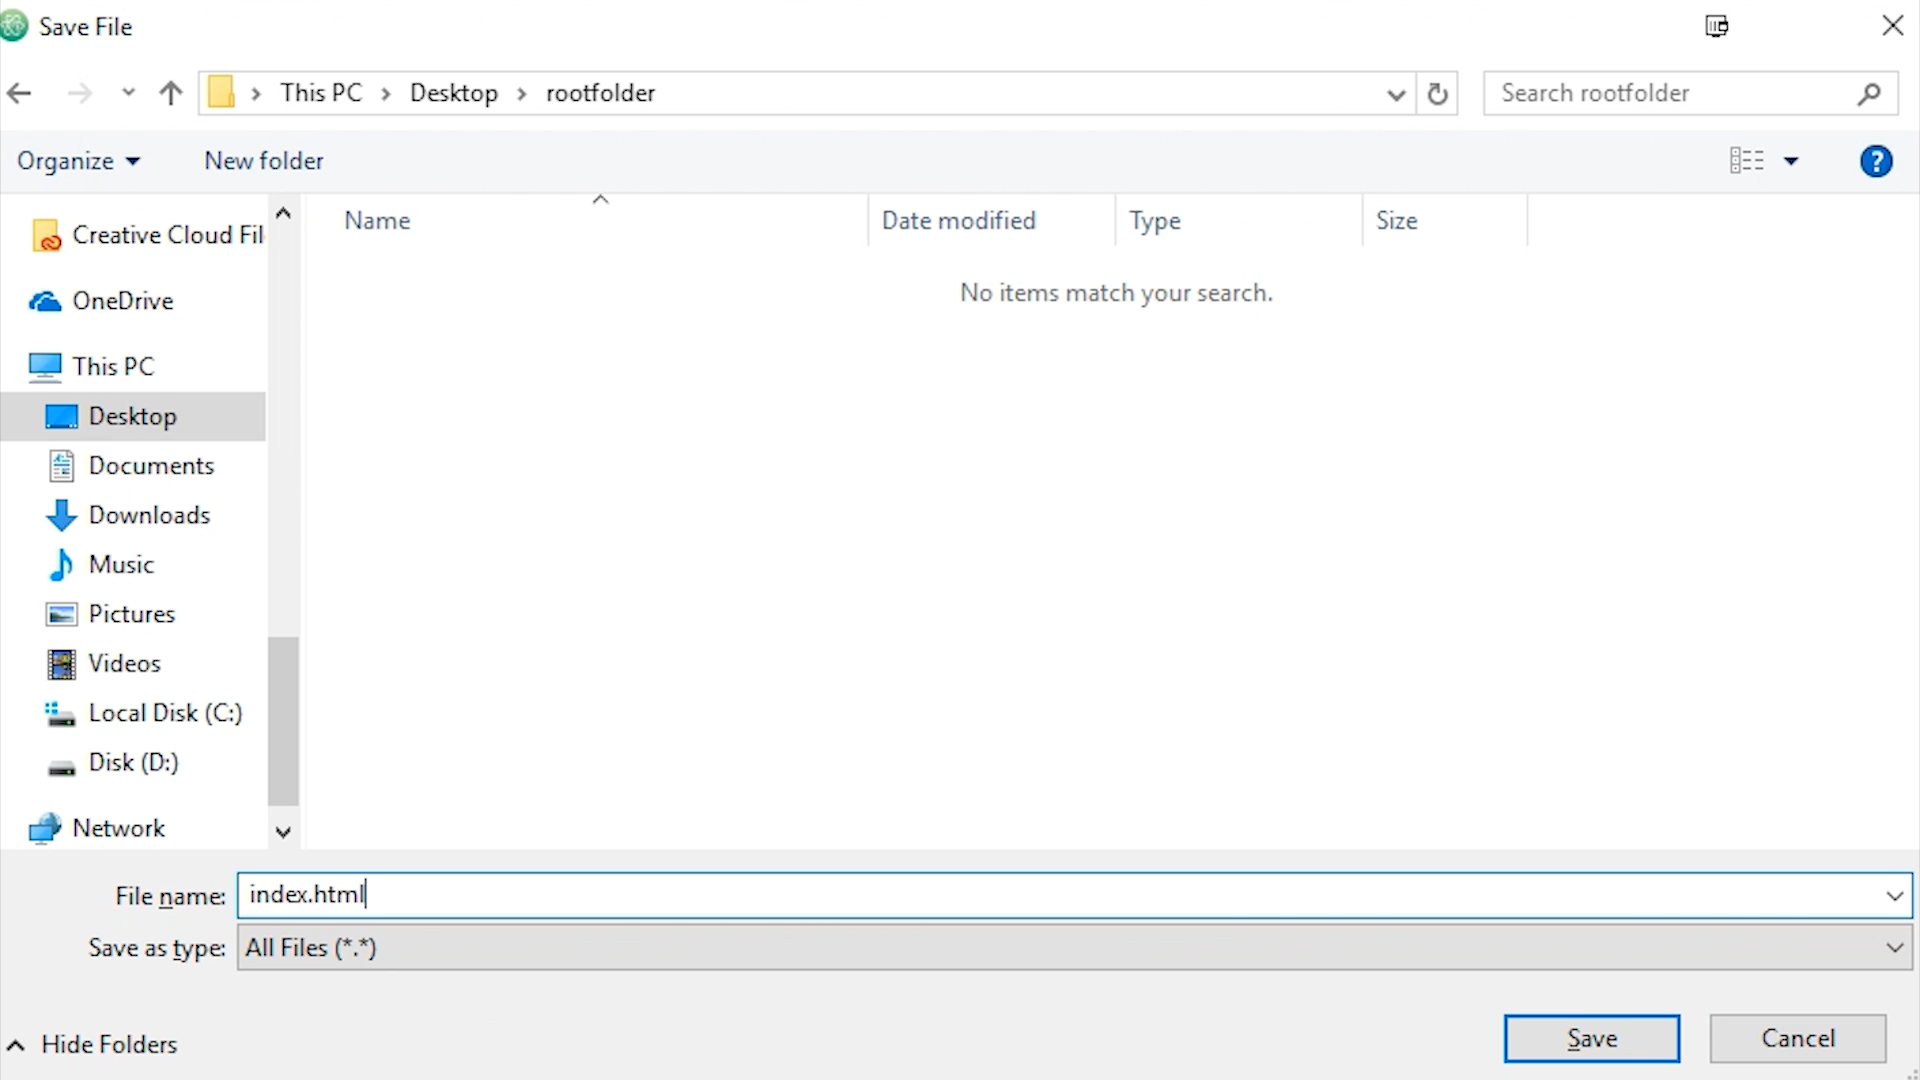 Save File
This PC Desktop rootfolder
Search rootfolder
Organize
New folder
?
Name
Date modified
Type
Size
No items match your search.
Creative Cloud Fil
OneDrive
This PC
Desktop
Documents
Downloads
Music
Pictures
Videos
Local Disk (C:)
Disk (D:)
Network
File name: index.html
Save as type: All Files (*.*)
Hide Folders
Save
Cancel